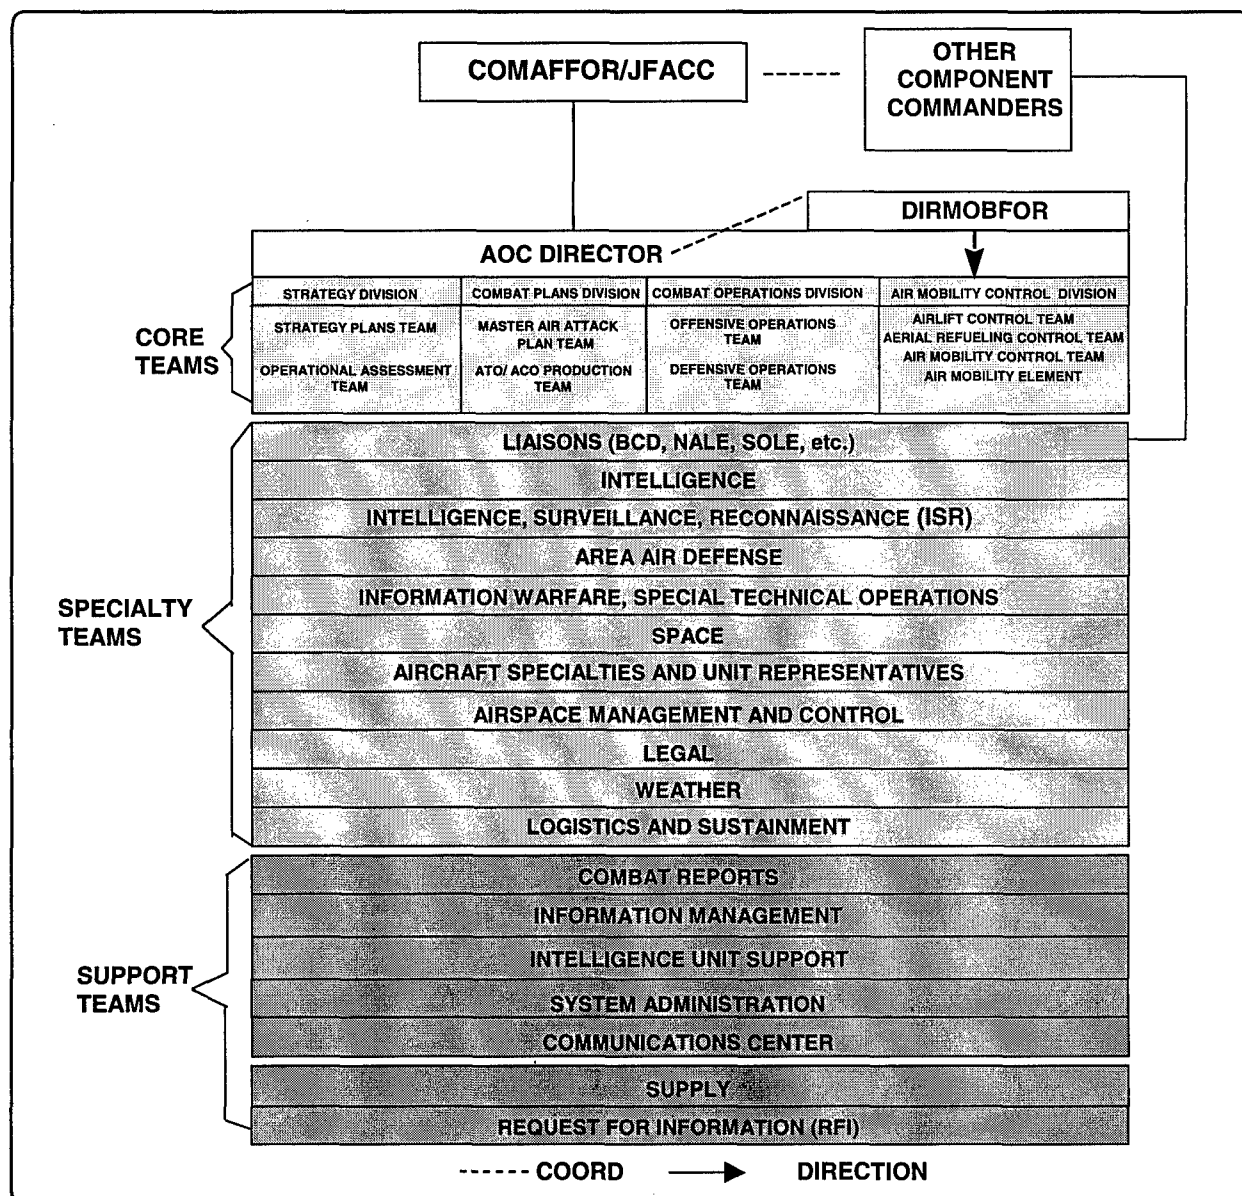 COMAFFOR/JFACC
OTHER
COMPONENT
COMMANDERS
DIRMOBFOR
AOC DIRECTOR
CORE
TEAMS
STRATEGY DIVISION
STRATEGY PLANS TEAM
OPERATIONAL ASSESSMENT
TEAM
COMBAT PLANS DIVISION
MASTER AIR ATTACK
PLAN TEAM
ATO/ ACO PRODUCTION
TEAM
COMBAT OPERATIONS DIVISION
OFFENSIVE OPERATIONS
TEAM
DEFENSIVE OPERATIONS
TEAM
AIR MOBILITY CONTROL DIVISION
AIRLIFT CONTROL TEAM
AERIAL REFUELING CONTROL TEAM
AIR MOBILITY CONTROL TEAM
AIR MOBILITY ELEMENT
SPECIALTY
TEAMS
LIAISONS (BCD, NALE, SOLE, etc.)
INTELLIGENCE
INTELLIGENCE, SURVEILLANCE, RECONNAISSANCE (ISR)
AREA AIR DEFENSE
INFORMATION WARFARE, SPECIAL TECHNICAL OPERATIONS
SPACE
AIRCRAFT SPECIALTIES AND UNIT REPRESENTATIVES
AIRSPACE MANAGEMENT AND CONTROL
LEGAL
WEATHER
LOGISTICS AND SUSTAINMENT
SUPPORT
TEAMS
COMBAT REPORTS
INFORMATION MANAGEMENT
INTELLIGENCE UNIT SUPPORT
SYSTEM ADMINISTRATION
COMMUNICATIONS CENTER
SUPPLY
REQUEST FOR INFORMATION (RFI)
COORD
DIRECTION